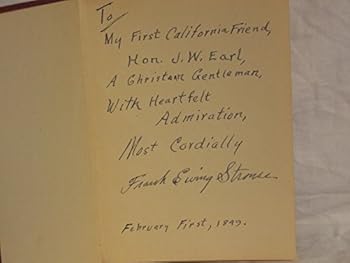 To
My First California Friend,
Hon. J.W. Earl,
A Christian Gentleman,
With Heartfelt
Admiration,
Most Cordially
Frank Ewing
February First, 1949.